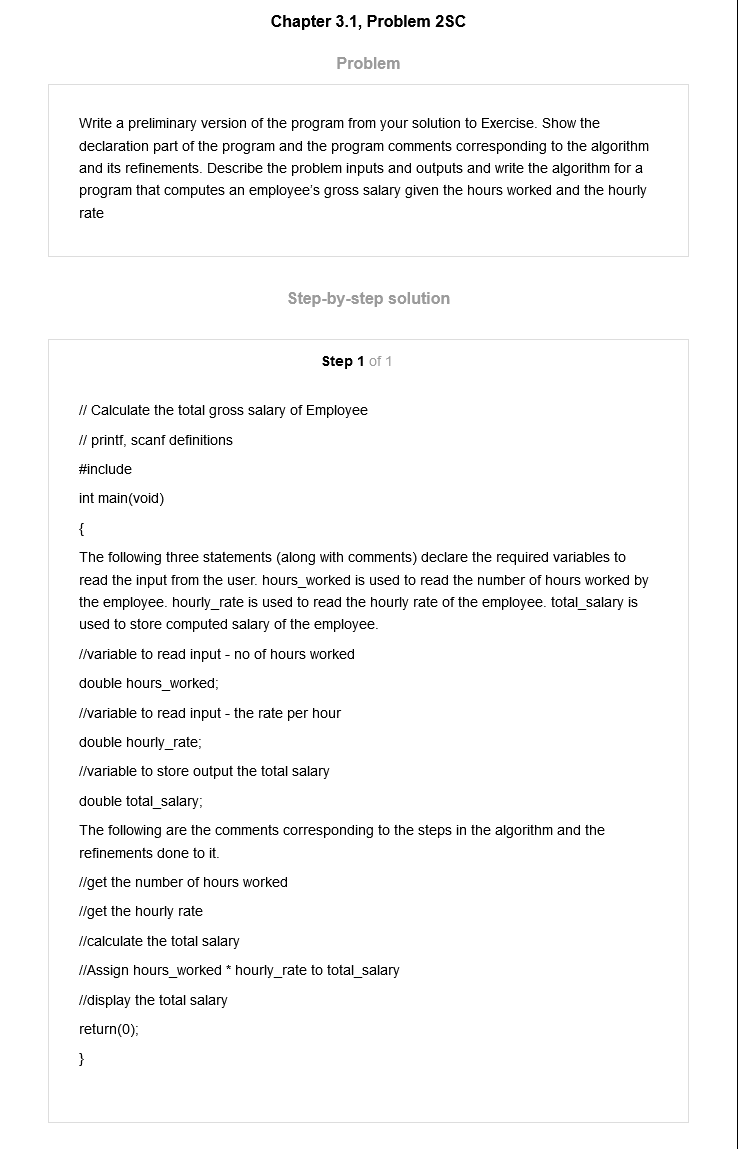 Chapter 3.1, Problem 2SC
Problem
Write a preliminary version of the program from your solution to Exercise. Show the
declaration part of the program and the program comments corresponding to the algorithm
and its refinements. Describe the problem inputs and outputs and write the algorithm for a
program that computes an employee's gross salary given the hours worked and the hourly
rate
Step-by-step solution
Step 1 of 1
// Calculate the total gross salary of Employee
// printf, scanf definitions
#include
int main(void)
{
The following three statements (along with comments) declare the required variables to
read the input from the user. hours_worked is used to read the number of hours worked by
the employee. hourly_rate is used to read the hourly rate of the employee. total_salary is
used to store computed salary of the employee.
//variable to read input - no of hours worked
double hours_worked;
//variable to read input - the rate per hour
double hourly_rate;
//variable to store output the total salary
double total_salary;
The following are the comments corresponding to the steps in the algorithm and the
refinements done to it.
//get the number of hours worked
//get the hourly rate
//calculate the total salary
//Assign hours_worked * hourly_rate to total_salary
//display the total salary
return(0);
}